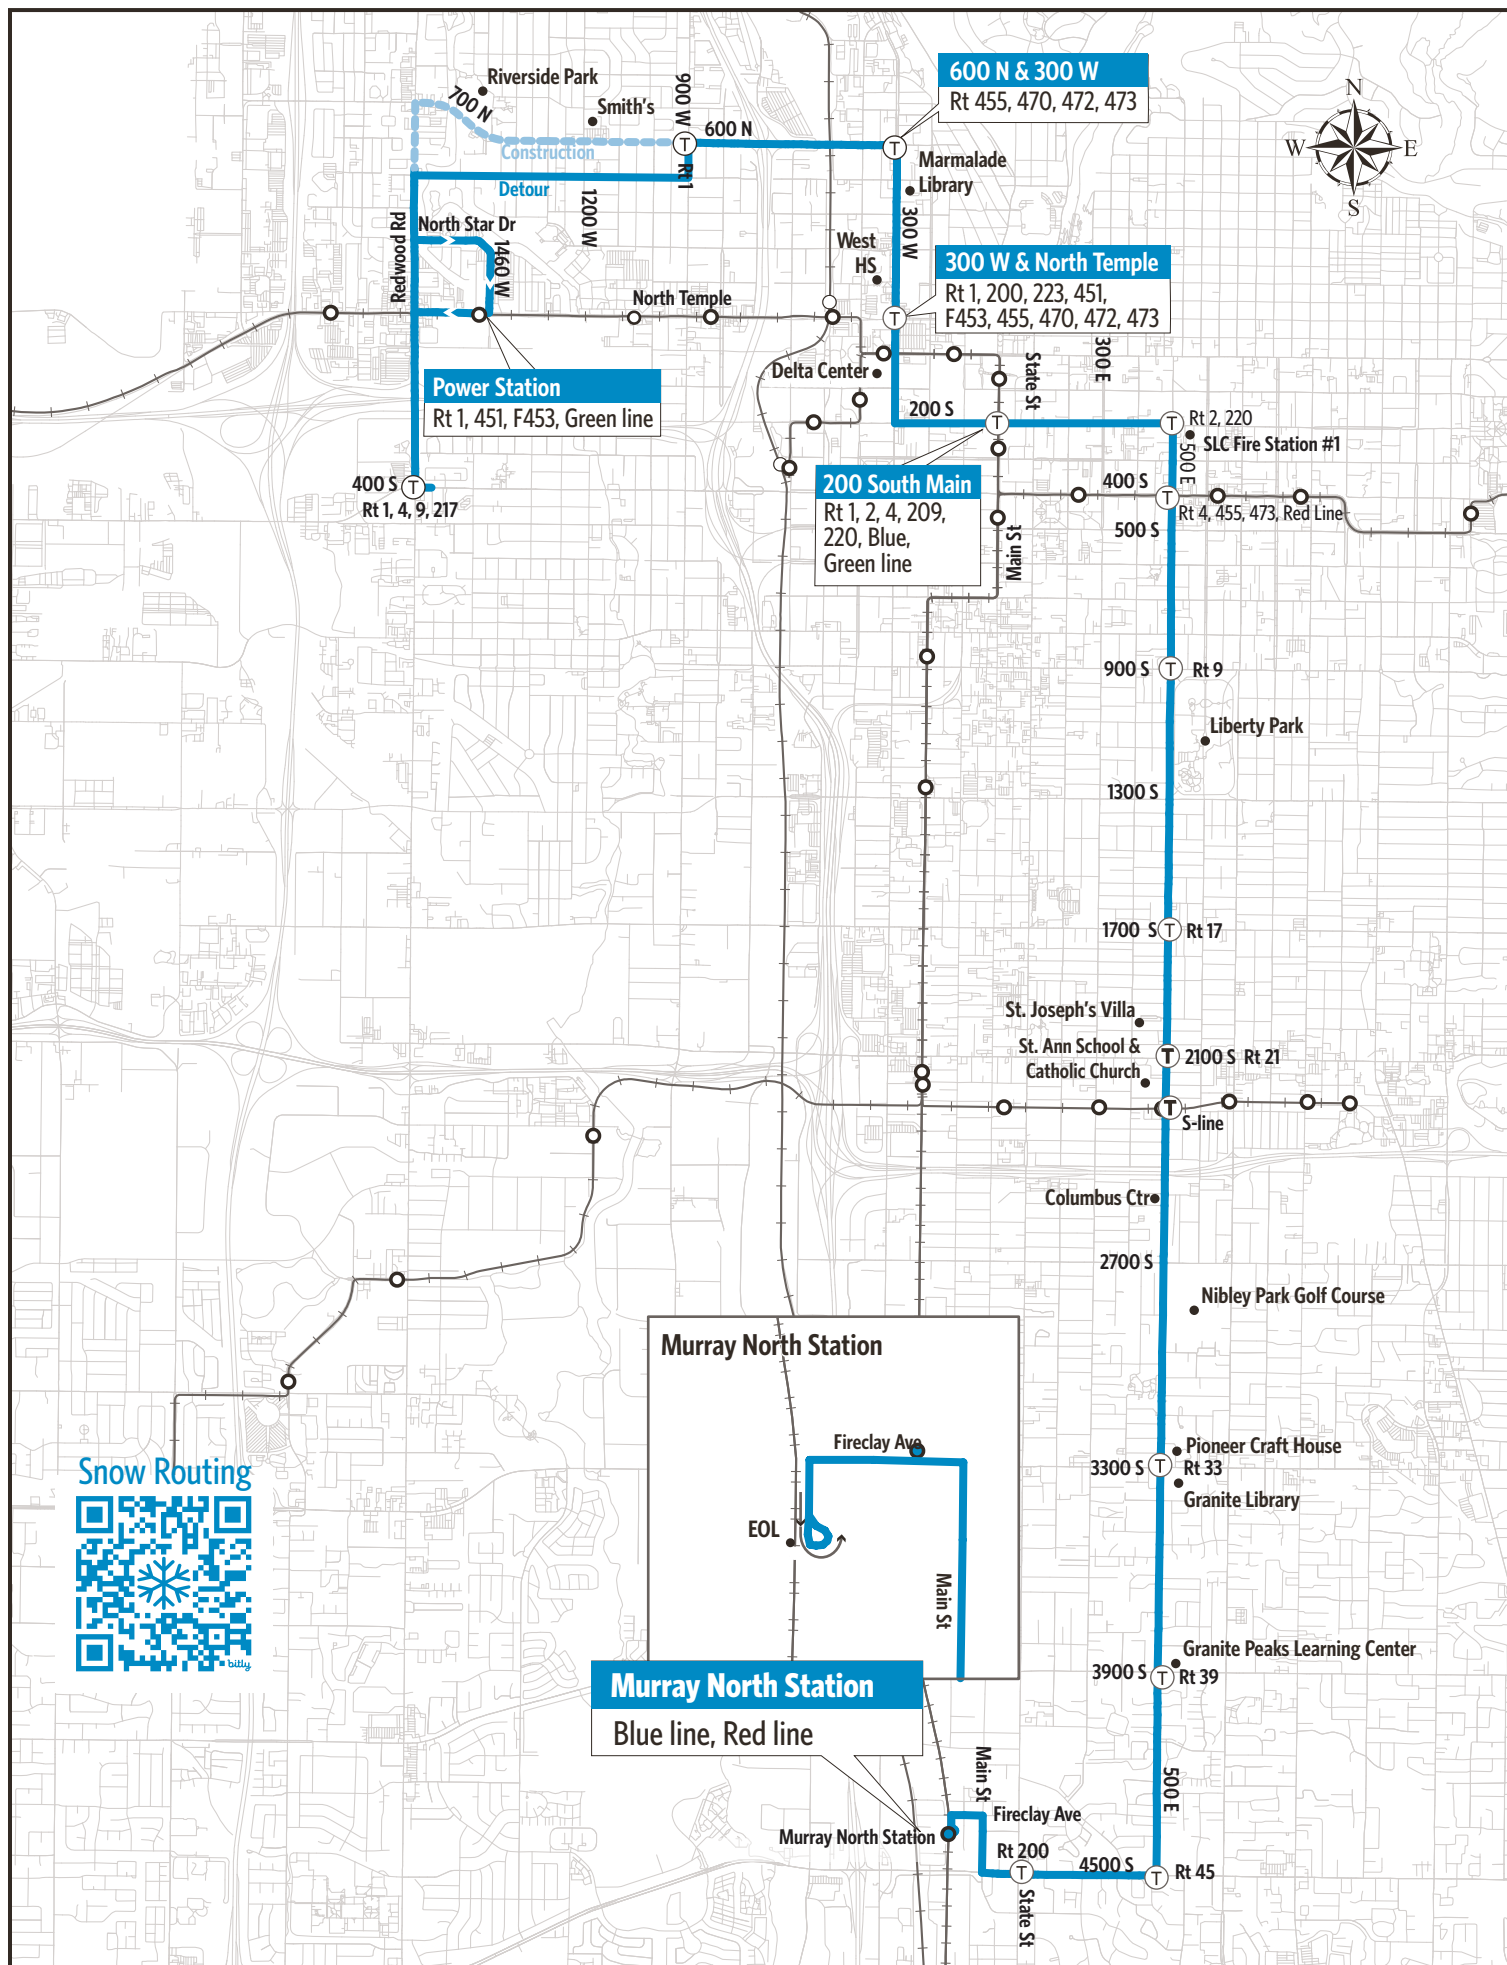 Riverside Park
700 N
Smith's
900 W
600 N
Construction
Rt 1
Detour
1200 W
600 N & 300 W
Rt 455, 470, 472, 473
N
W
E
S
Marmalade
Library
300 W
North Star Dr
Redwood Rd
1460 W
West
HS
300 W & North Temple
Rt 1, 200, 223, 451,
F453, 455, 470, 472, 473
North Temple
300 E
State St
Delta Center
Power Station
Rt 1, 451, F453, Green line
200 S
Rt 2, 220
SLC Fire Station #1
500 E
400 S
Rt 1, 4, 9, 217
200 South Main
Rt 1, 2, 4, 209,
220, Blue,
Green line
400 S
Rt 4, 455, 473, Red Line
500 S
Main St
900 S
Rt 9
Liberty Park
1300 S
1700 S
Rt 17
St. Joseph's Villa
St. Ann School &
Catholic Church
2100 S Rt 21
S-line
Columbus Ctr
2700 S
Nibley Park Golf Course
Murray North Station
Fireclay Ave
EOL
Main St
Snow Routing
bitly
Pioneer Craft House
3300 S
Rt 33
Granite Library
Granite Peaks Learning Center
3900 S
Rt 39
Murray North Station
Blue line, Red line
Main St
500 E
Fireclay Ave
Murray North Station
Rt 200
4500 S
Rt 45
State St